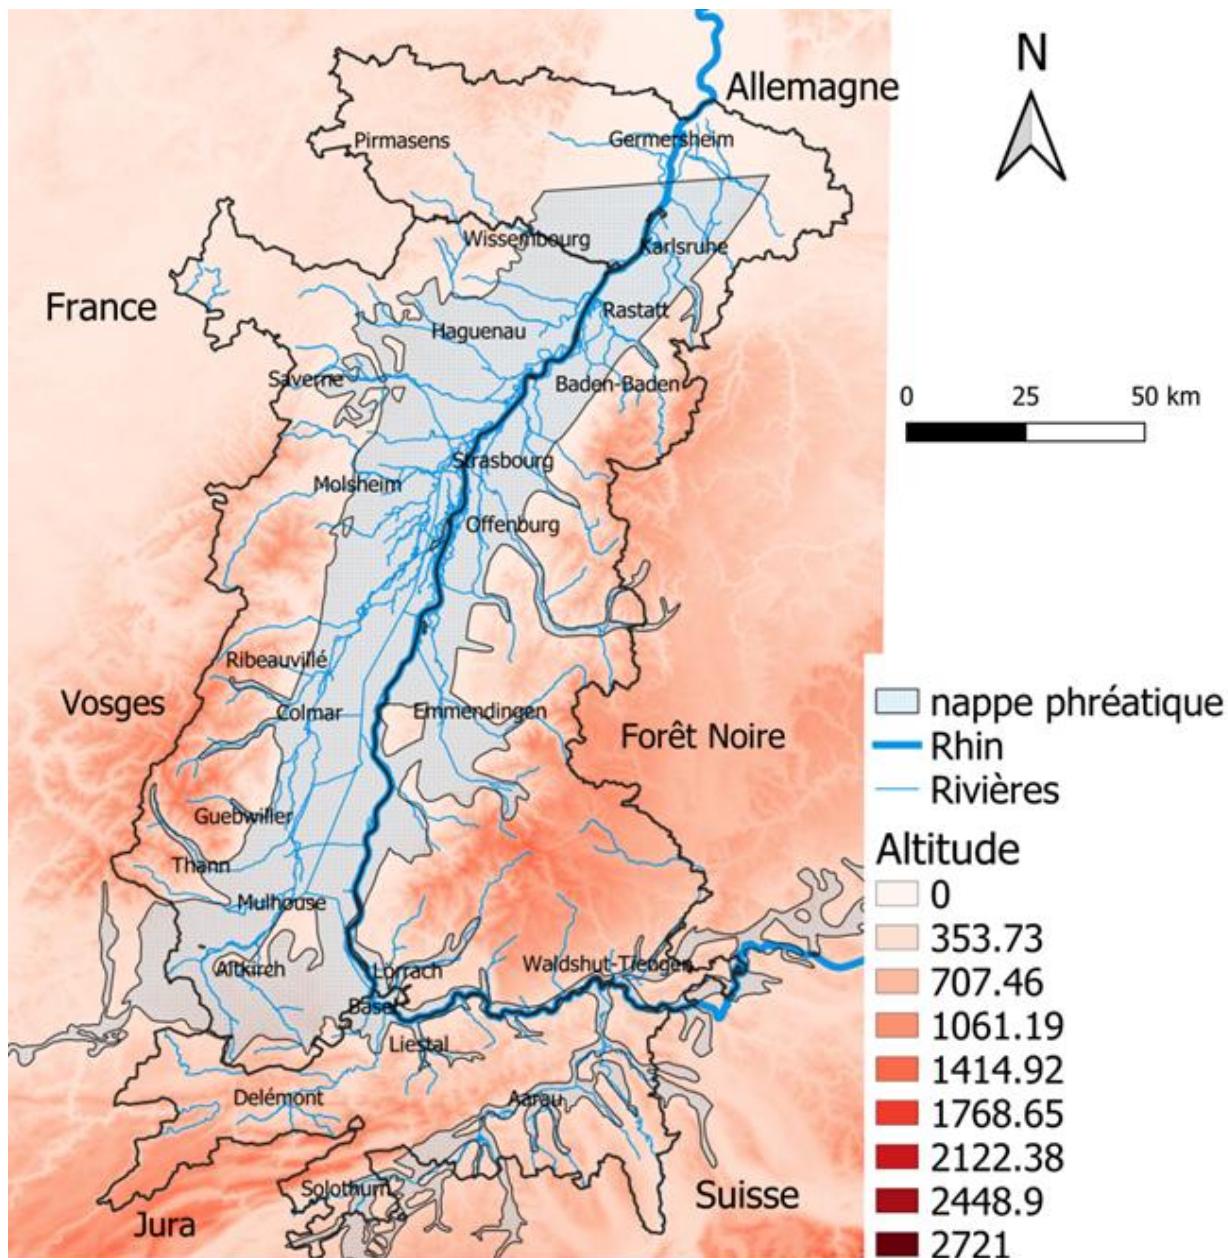 N
Allemagne
Pirmasens
Germersheim
Wissembourg
Karlsruhe
France
Rastatt
Haguenau
Saverne
Baden-Baden
0 25 50 km
Strasbourg
Molsheim
Offenburg
Ribeauvillé
Vosges
Colmar
Emmendingen
Forêt Noire
Guebwiller
Thann
Mulhouse
Altkirch
Lörrach
Waldshut-Tiengen
Basel
Liestal
Delémont
Aarau
Solothurn
Suisse
Jura
nappe phréatique
Rhin
Rivières
Altitude
0
353.73
707.46
1061.19
1414.92
1768.65
2122.38
2448.9
2721